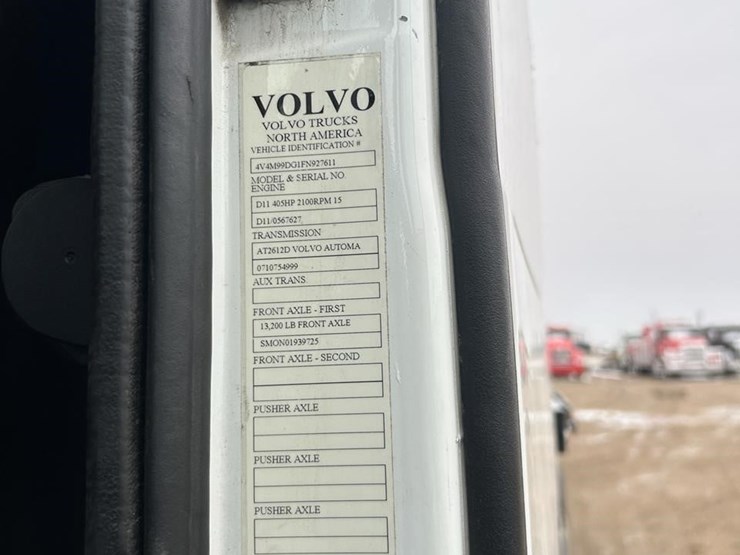 VOLVO
VOLVO TRUCKS
NORTH AMERICA
VEHICLE IDENTIFICATION #
4V4M99DG1FN927611
MODEL & SERIAL NO
ENGINE
D11 405HP 2100RPM 15
D11/0567627
TRANSMISSION
AT2612D VOLVO AUTOMA
0710754999
AUX TRANS
FRONT AXLE - FIRST
13,200 LB FRONT AXLE
SMON01939725
FRONT AXLE - SECOND
PUSHER AXLE
PUSHER AXLE
PUSHER AXLE